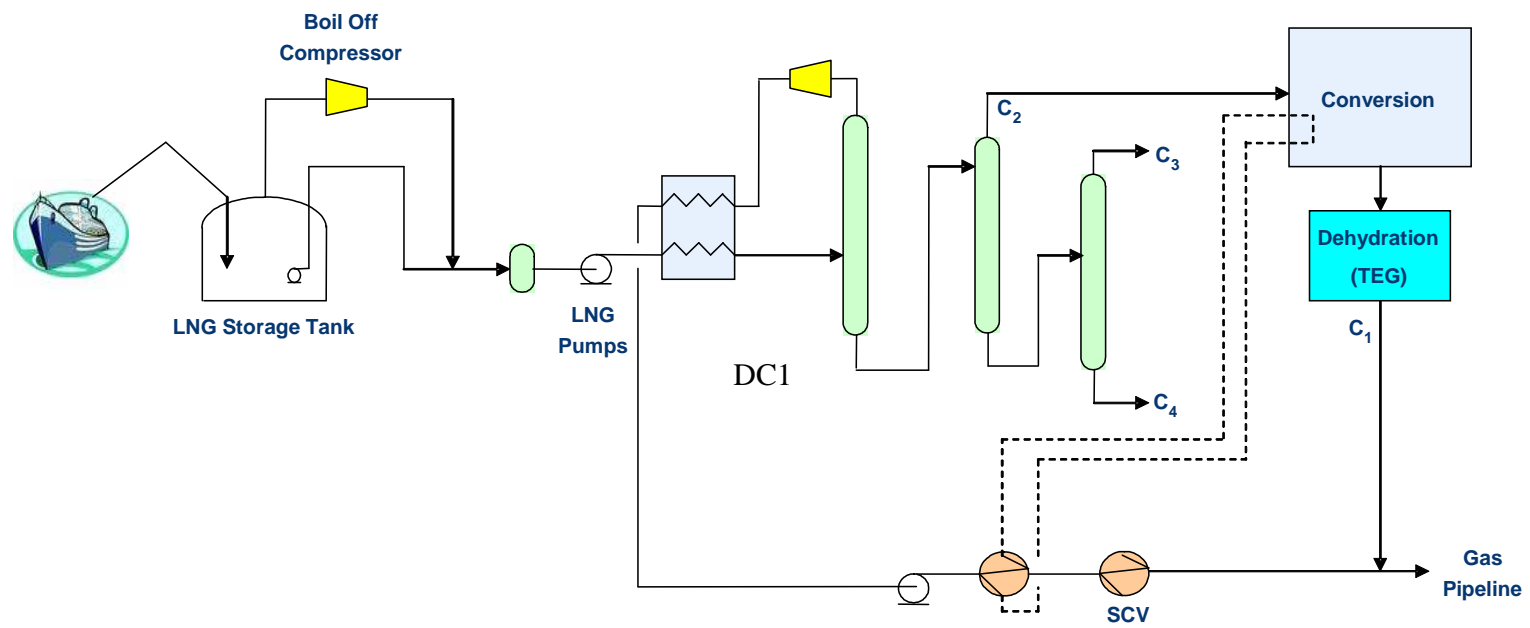 Boil Off
Compressor
LNG Storage Tank
LNG
Pumps
DC1
C₂
C₃
C₄
Conversion
Dehydration
(TEG)
C₁
SCV
Gas
Pipeline